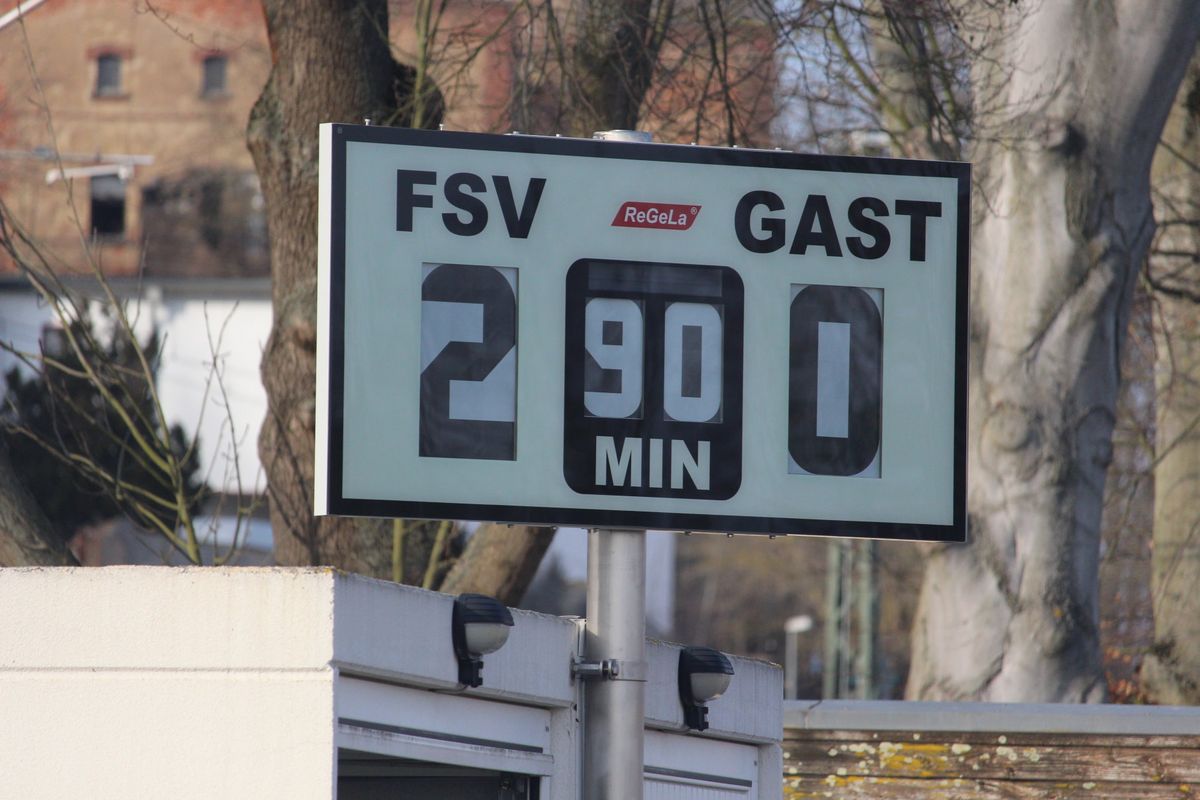 FSV ReGeLa® GAST
2 90 0
MIN